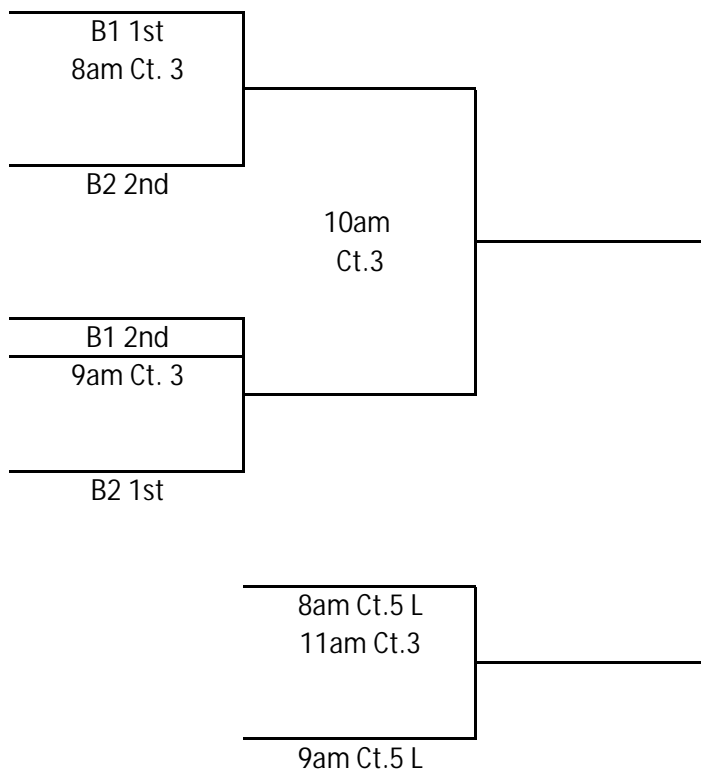 B1 1st
8am Ct. 3
B2 2nd
10am
Ct.3
B1 2nd
9am Ct. 3
B2 1st
8am Ct.5 L
11am Ct.3
9am Ct.5 L